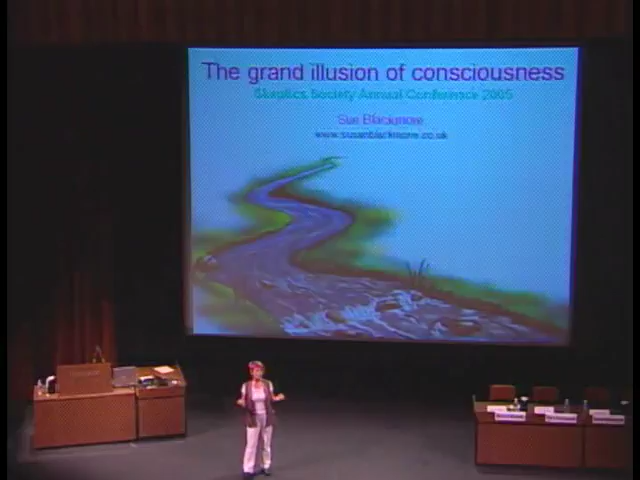 The grand illusion of consciousness
Skeptics Society Annual Conference 2005
Sue Blackmore
www.susanblackmore.co.uk